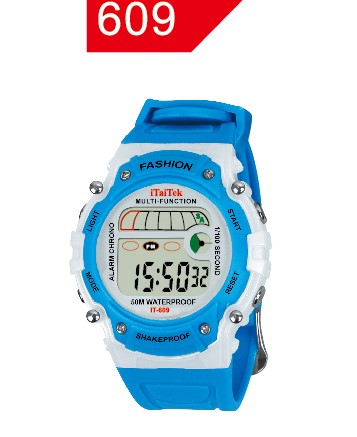 609
FASHION
iTaiTek
MULTI-FUNCTION
LIGHT
START
ALARM CHRONO
1/100 SECOND
15:50 32
MODE
RESET
50M WATERPROOF
IT-609
SHAKEPROOF